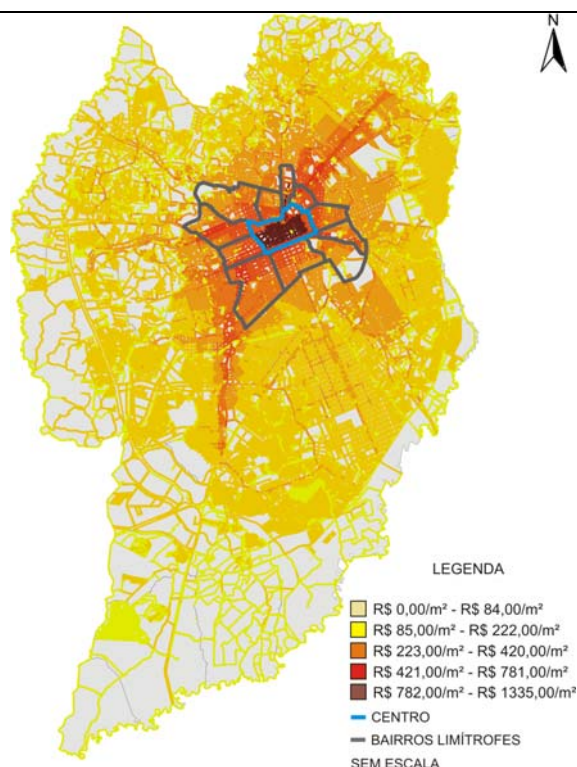 N
LEGENDA
R$ 0,00/m² - R$ 84,00/m²
R$ 85,00/m² - R$ 222,00/m²
R$ 223,00/m² - R$ 420,00/m²
R$ 421,00/m² - R$ 781,00/m²
R$ 782,00/m² - R$ 1335,00/m²
CENTRO
BAIRROS LIMÍTROFES
SEM ESCALA